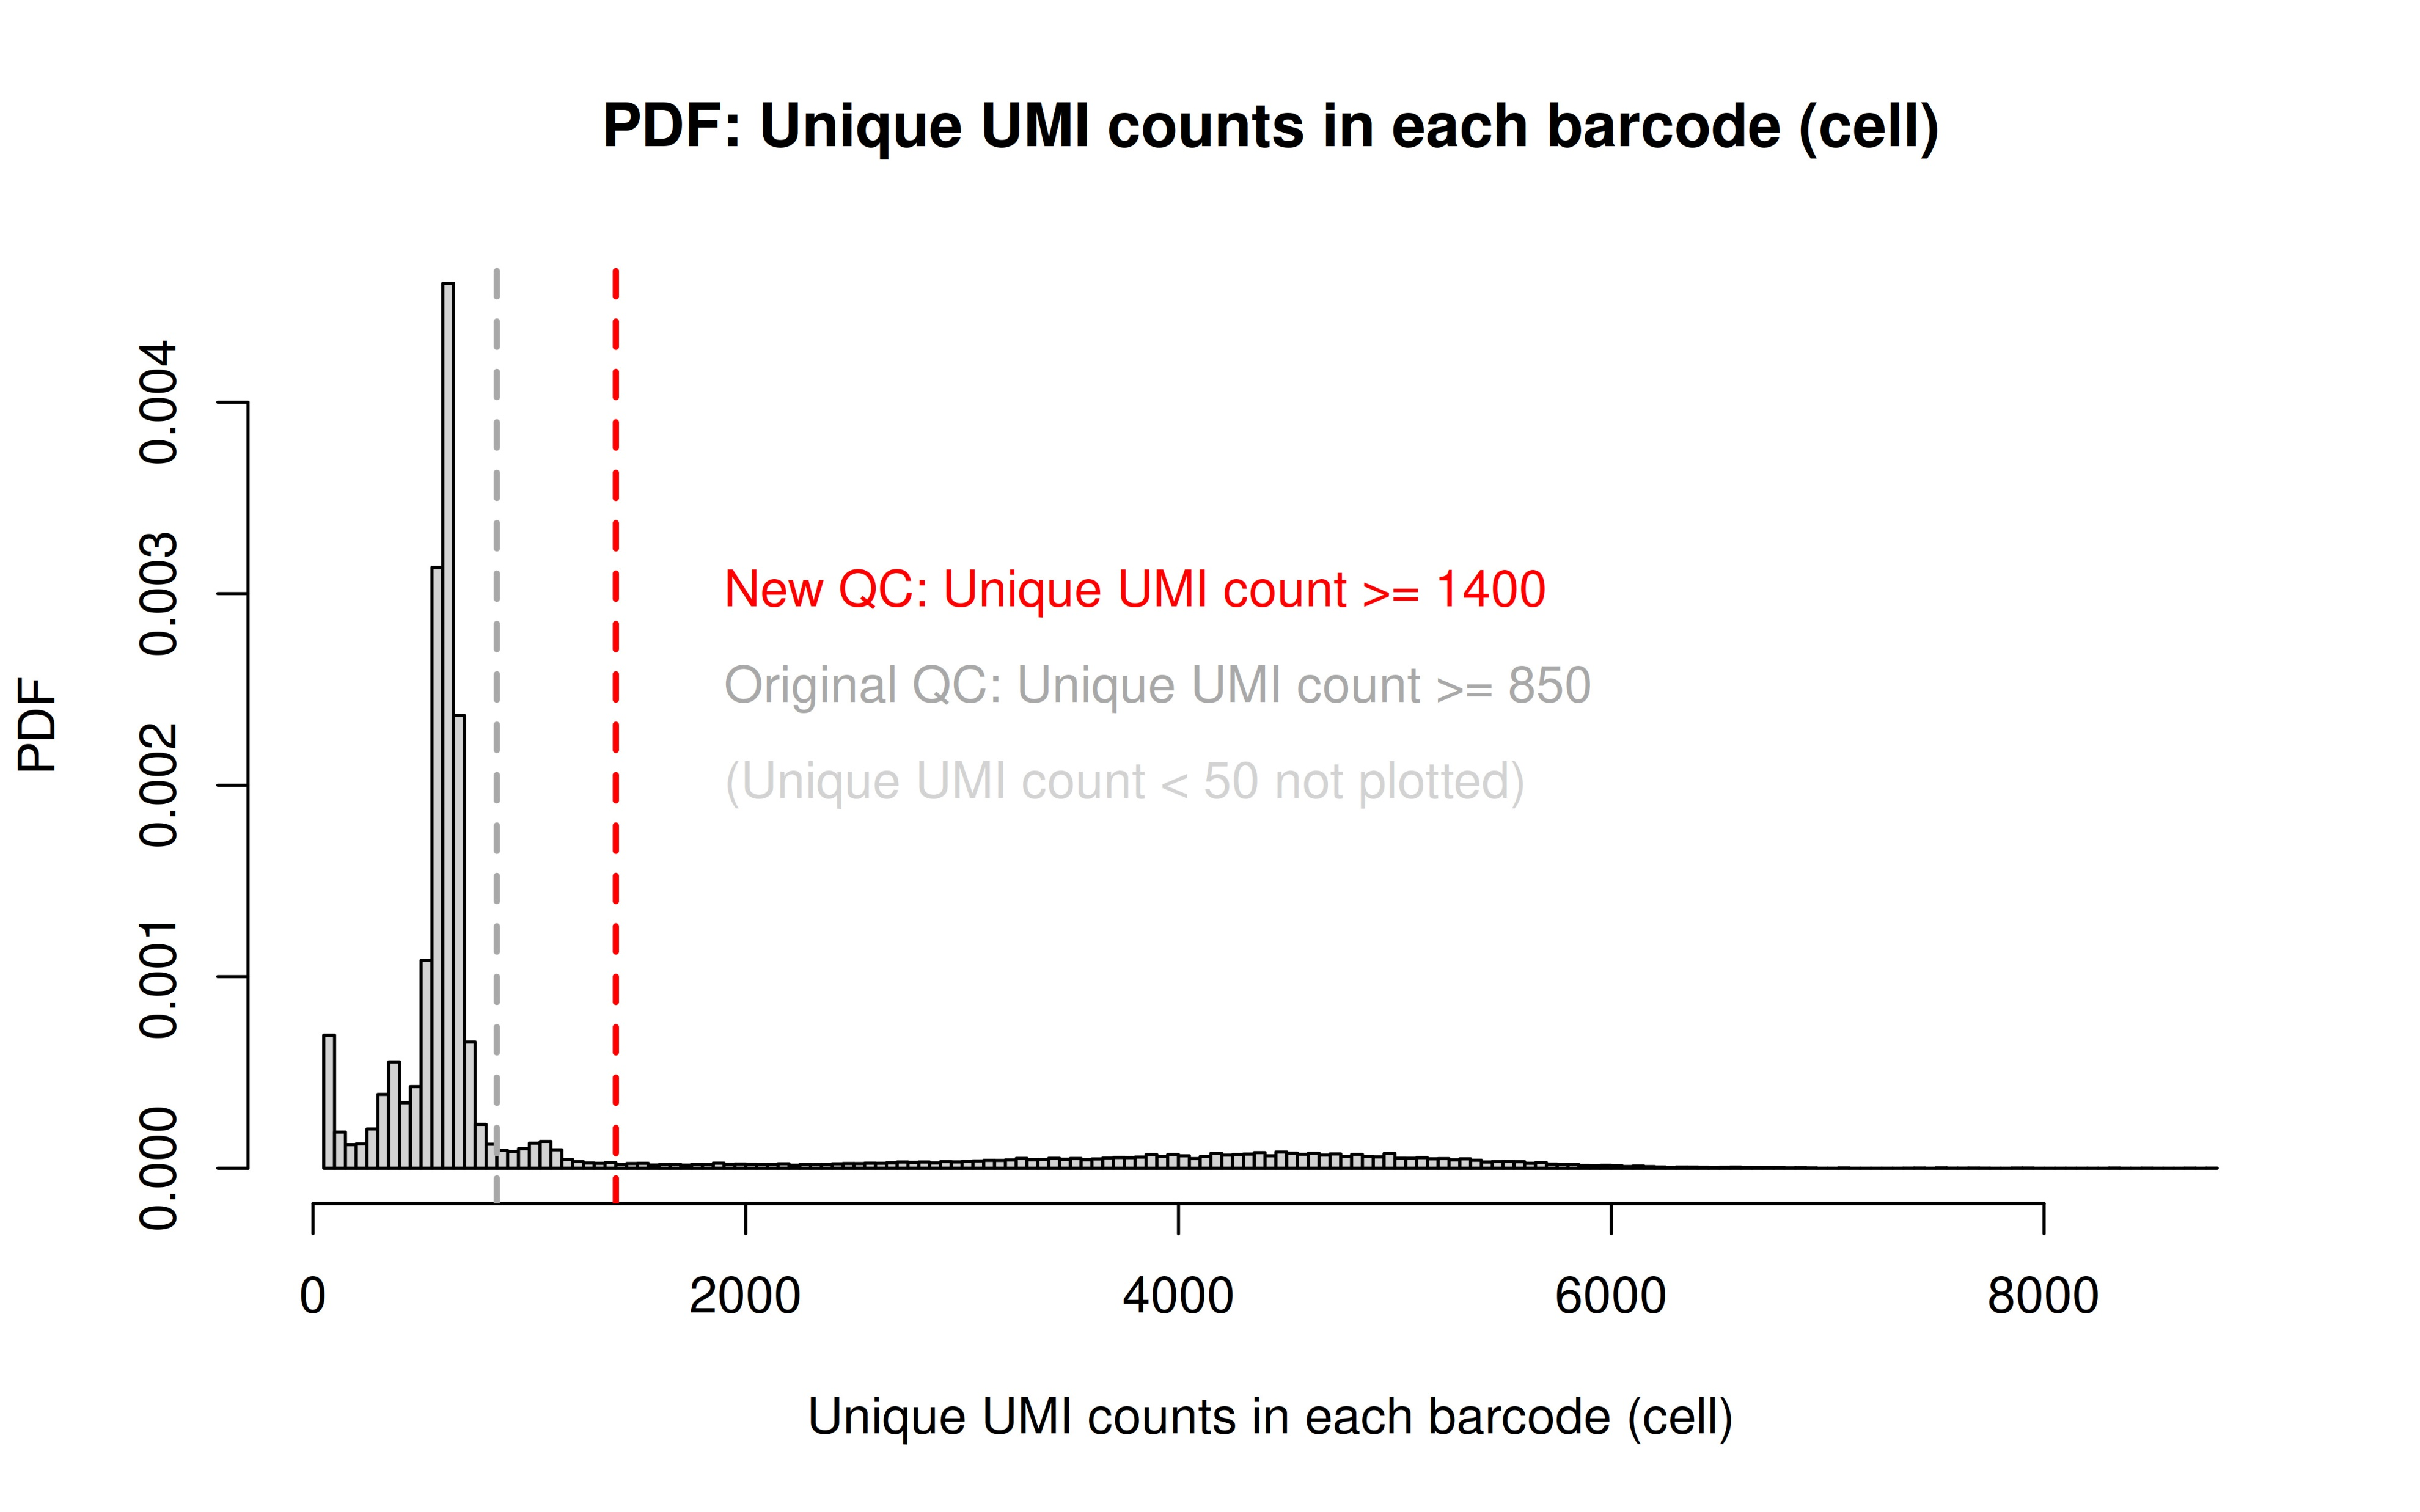 PDF: Unique UMI counts in each barcode (cell)
PDF
0.004
0.003
0.002
0.001
0.000
New QC: Unique UMI count >= 1400
Original QC: Unique UMI count >= 850
(Unique UMI count < 50 not plotted)
0 2000 4000 6000 8000
Unique UMI counts in each barcode (cell)